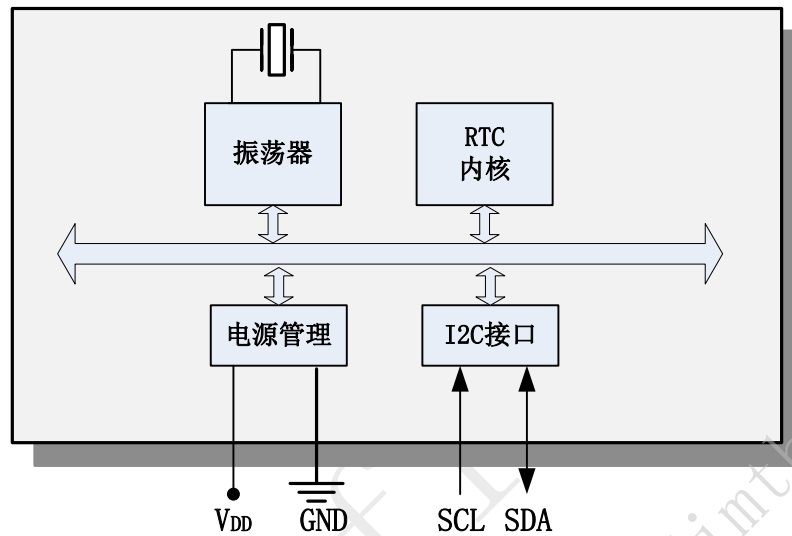 振荡器
RTC
内核
电源管理
I2C接口
VDD GND SCL SDA